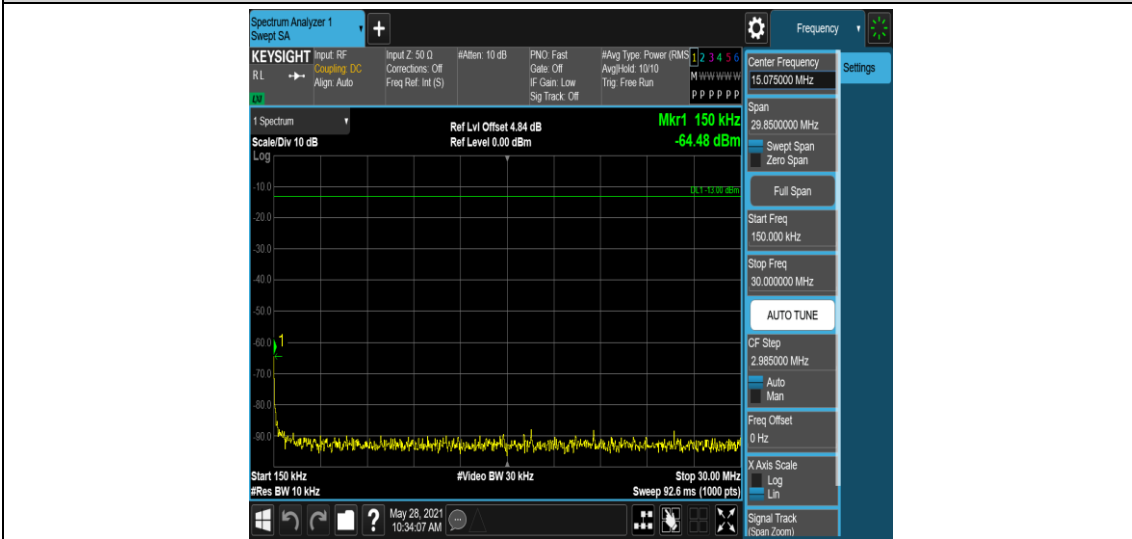 Spectrum Analyzer 1
Swept SA
+
Frequency
KEYSIGHT
RL
Input: RF
Coupling: DC
Align: Auto
Input Z: 50 Ω
Corrections: Off
Freq Ref: Int (S)
#Atten: 10 dB
PNO: Fast
Gate: Off
IF Gain: Low
Sig Track: Off
#Avg Type: Power (RMS
Avg|Hold: 10/10
Trig: Free Run
1 2 3 4 5 6
M W W W W W
P P P P P P
1 Spectrum
Scale/Div 10 dB
Log
Ref Lvl Offset 4.84 dB
Ref Level 0.00 dBm
Mkr1 150 kHz
-64.48 dBm
DL1 -13.00 dBm
-10.0
-20.0
-30.0
-40.0
-50.0
-60.0
1
-70.0
-80.0
-90.0
Start 150 kHz
#Video BW 30 kHz
Stop 30.00 MHz
#Res BW 10 kHz
Sweep 92.6 ms (1000 pts)
Center Frequency
15.075000 MHz
Settings
Span
29.8500000 MHz
Swept Span
Zero Span
Full Span
Start Freq
150.000 kHz
Stop Freq
30.000000 MHz
AUTO TUNE
CF Step
2.985000 MHz
Auto
Man
Freq Offset
0 Hz
X Axis Scale
Log
Lin
Signal Track
(Span Zoom)
?
May 28, 2021
10:34:07 AM